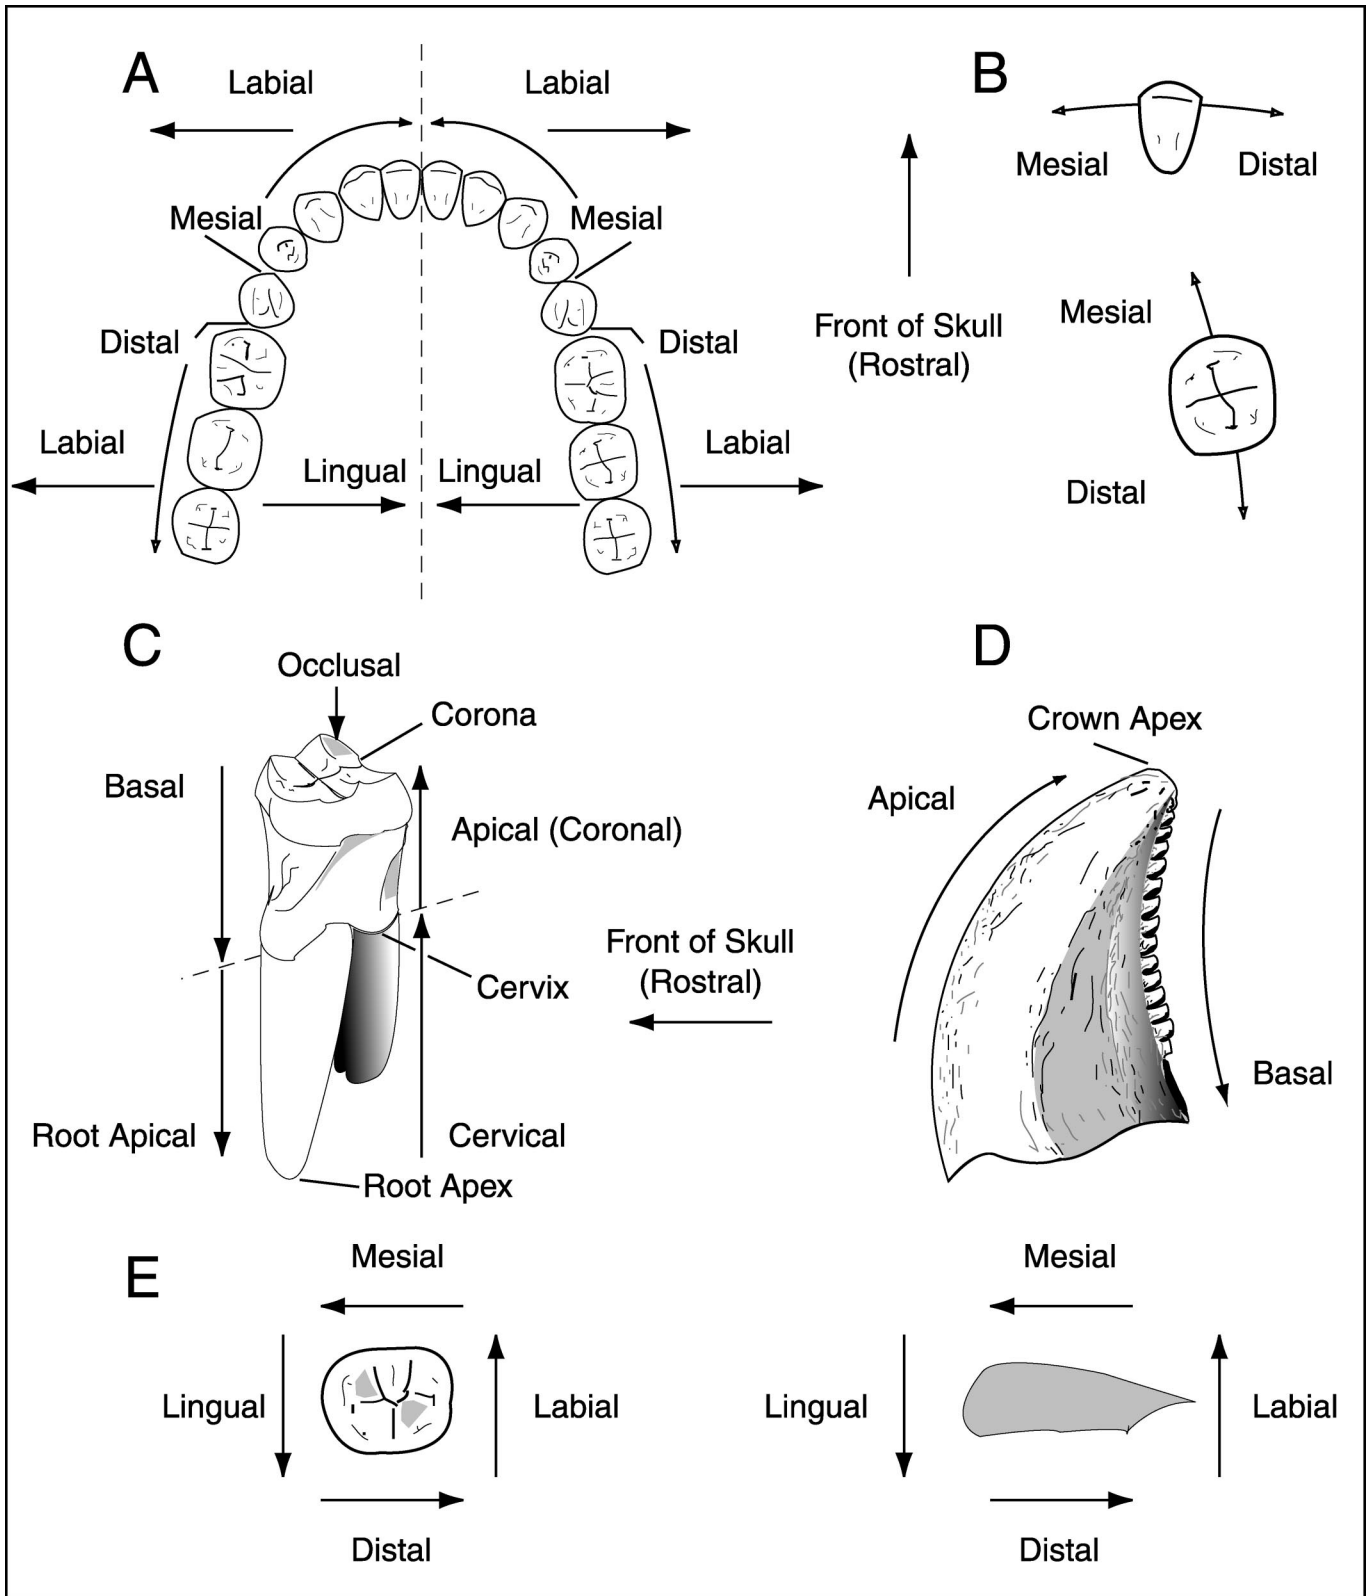 A
Labial
Labial
Mesial
Mesial
Distal
Distal
Labial
Labial
Lingual
Lingual
B
Mesial
Distal
Front of Skull
(Rostral)
Mesial
Distal
C
Occlusal
Corona
Basal
Apical (Coronal)
Cervix
Root Apical
Cervical
Root Apex
Front of Skull
(Rostral)
D
Crown Apex
Apical
Basal
E
Mesial
Lingual
Labial
Distal
Mesial
Lingual
Labial
Distal